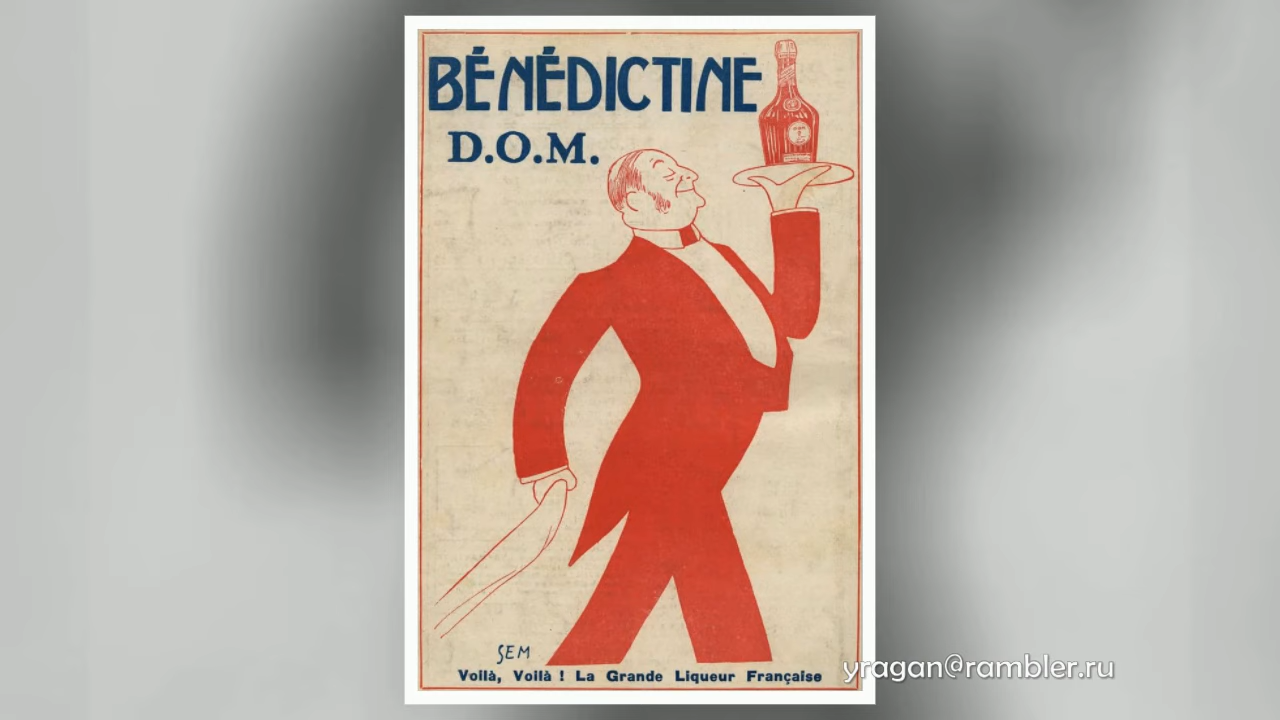 BÉNÉDICTINE
D.O.M.
SEM
Voilà, Voilà ! La Grande Liqueur Française
yragan@rambler.ru